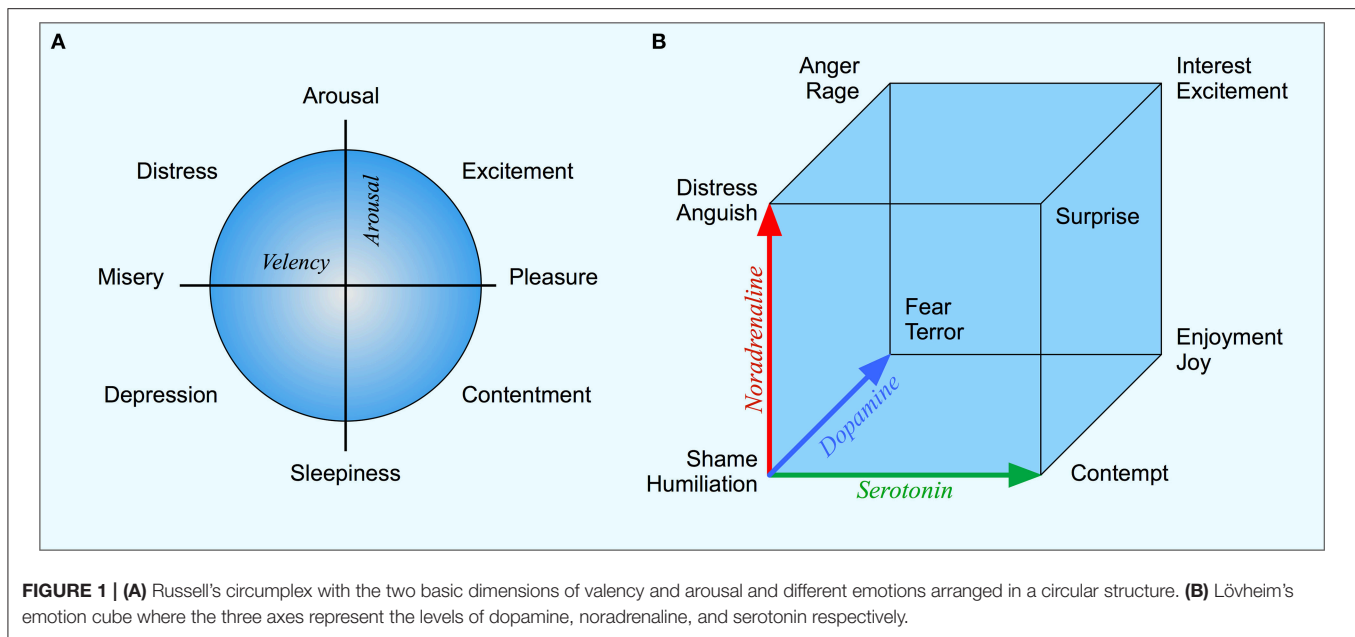 A
Arousal
Distress
Excitement
Arousal
Velency
Misery
Pleasure
Depression
Contentment
Sleepiness
B
Anger
Rage
Interest
Excitement
Distress
Anguish
Surprise
Noradrenaline
Fear
Terror
Enjoyment
Joy
Dopamine
Shame
Humiliation
Serotonin
Contempt
FIGURE 1 | (A) Russell’s circumplex with the two basic dimensions of valency and arousal and different emotions arranged in a circular structure. (B) Lövheim’s
emotion cube where the three axes represent the levels of dopamine, noradrenaline, and serotonin respectively.